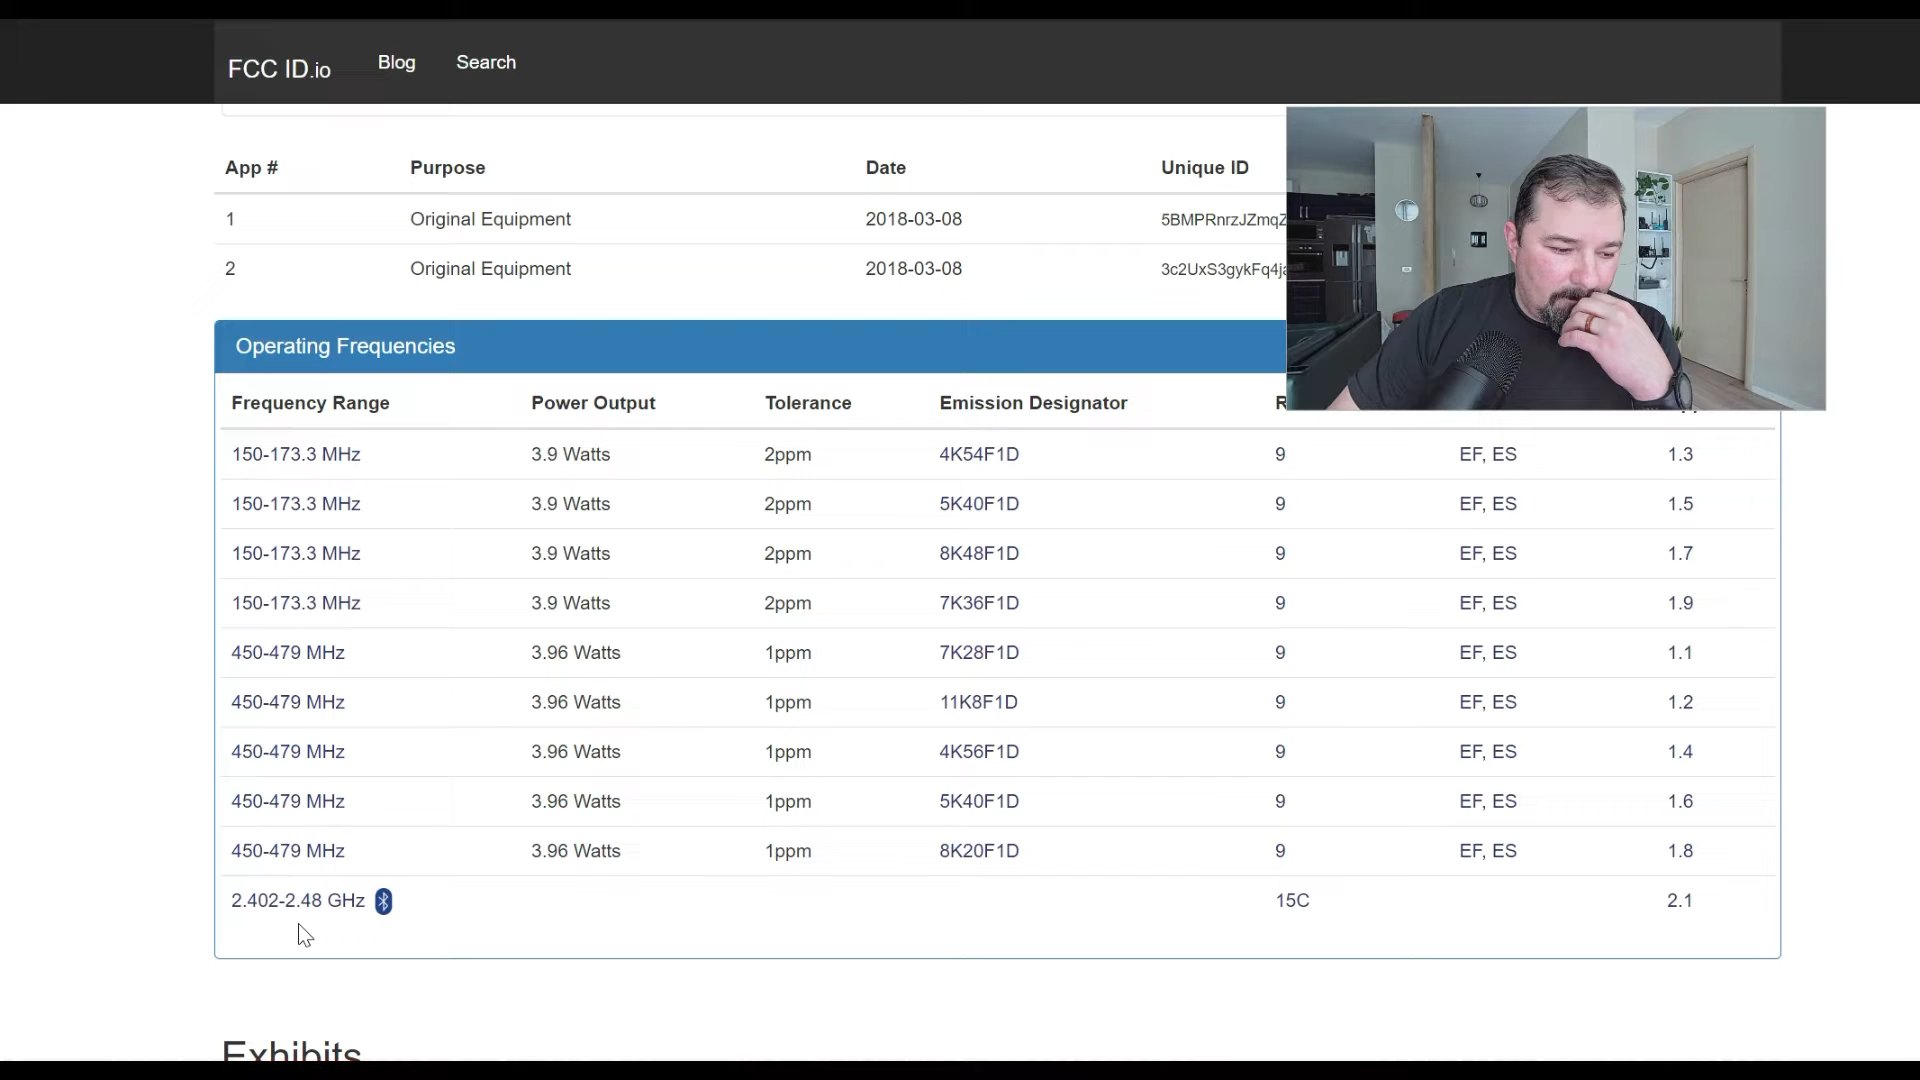 FCC ID.io Blog Search
App # Purpose Date Unique ID
1 Original Equipment 2018-03-08 5BMPRnrzJZmqZ
2 Original Equipment 2018-03-08
Operating Frequencies
Frequency Range Power Output Tolerance Emission Designator
150-173.3 MHz 3.9 Watts 2ppm 4K54F1D 9 EF, ES 1.3
150-173.3 MHz 3.9 Watts 2ppm 5K40F1D 9 EF, ES 1.5
150-173.3 MHz 3.9 Watts 2ppm 8K48F1D 9 EF, ES 1.7
150-173.3 MHz 3.9 Watts 2ppm 7K36F1D 9 EF, ES 1.9
450-479 MHz 3.96 Watts 1ppm 7K28F1D 9 EF, ES 1.1
450-479 MHz 3.96 Watts 1ppm 11K8F1D 9 EF, ES 1.2
450-479 MHz 3.96 Watts 1ppm 4K56F1D 9 EF, ES 1.4
450-479 MHz 3.96 Watts 1ppm 5K40F1D 9 EF, ES 1.6
450-479 MHz 3.96 Watts 1ppm 8K20F1D 9 EF, ES 1.8
2.402-2.48 GHz 15C 2.1
Exhibits